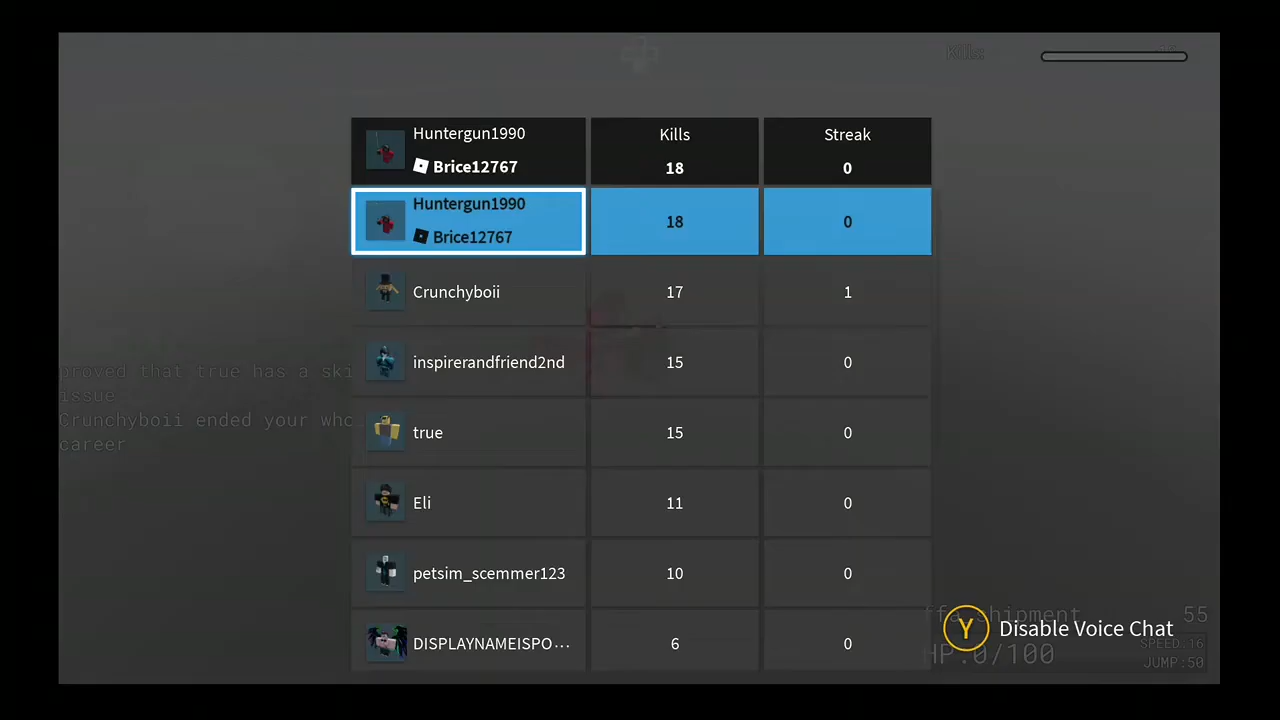 Kills:
Huntergun1990 Kills Streak
Brice12767 18 0
Huntergun1990
Brice12767 18 0
Crunchyboii 17 1
inspirerandfriend2nd 15 0
true 15 0
Eli 11 0
petsim_scemmer123 10 0
DISPLAYNAMEISPO... 6 0
proved that true has a ski
issue
Crunchyboii ended your who
career
ffa_shipment 55
Y Disable Voice Chat
HP:0/100
SPEED:16
JUMP:50